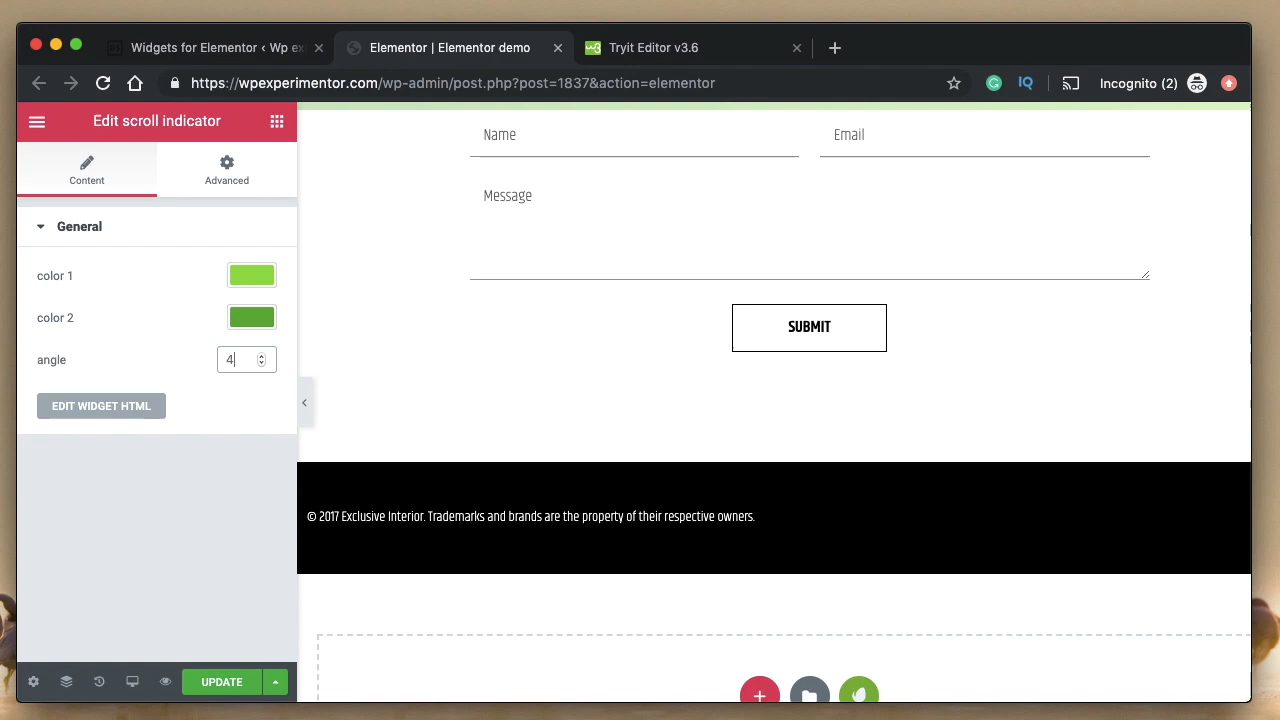 Widgets for Elementor ‹ Wp ex
Elementor | Elementor demo
Tryit Editor v3.6
https://wpexperimentor.com/wp-admin/post.php?post=1837&action=elementor
IQ
Incognito (2)
Edit scroll indicator
Content
Advanced
General
color 1
color 2
angle
4
EDIT WIDGET HTML
UPDATE
Name
Email
Message
SUBMIT
© 2017 Exclusive Interior. Trademarks and brands are the property of their respective owners.